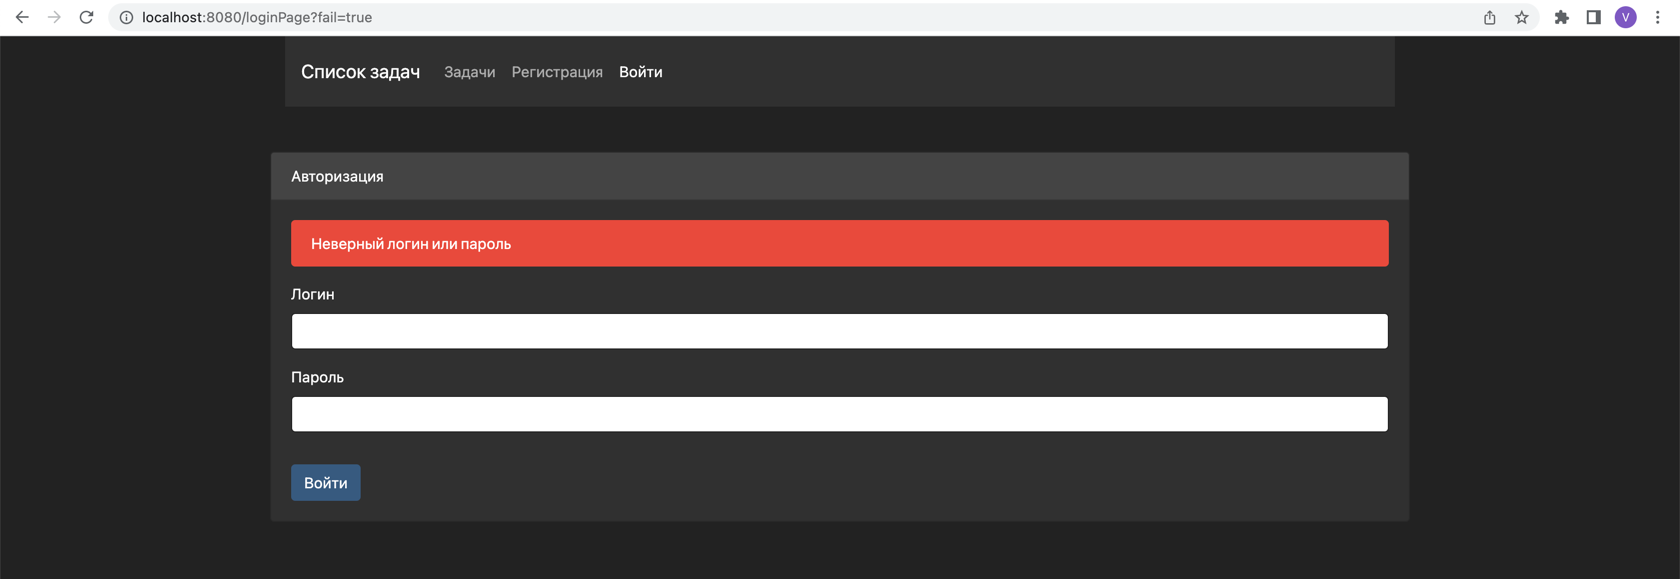 localhost:8080/loginPage?fail=true
V
Список задач Задачи Регистрация Войти
Авторизация
Неверный логин или пароль
Логин
Пароль
Войти